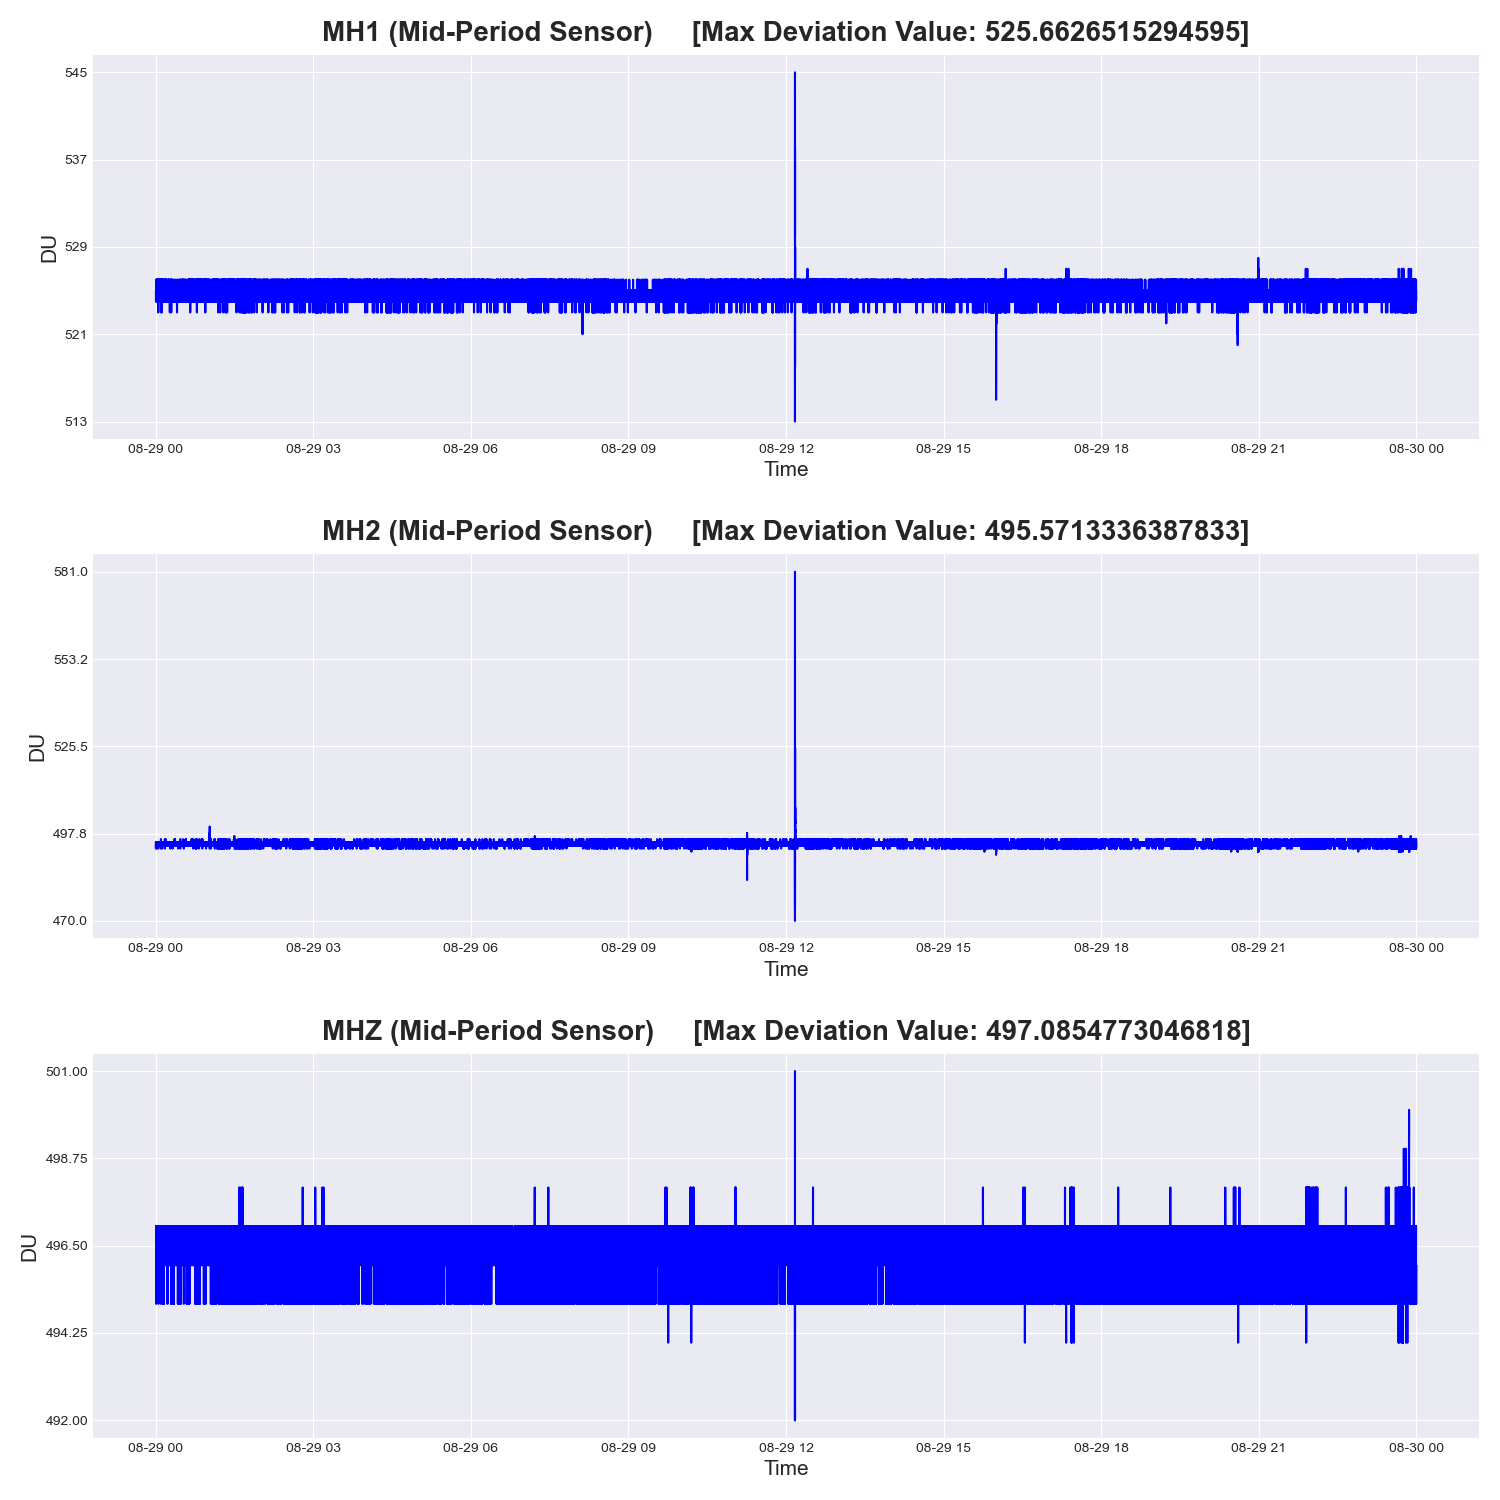 MH1 (Mid-Period Sensor) [Max Deviation Value: 525.6626515294595]
545
537
529
521
513
DU
08-29 00 08-29 03 08-29 06 08-29 09 08-29 12 08-29 15 08-29 18 08-29 21 08-30 00
Time
MH2 (Mid-Period Sensor) [Max Deviation Value: 495.5713336387833]
581.0
553.2
525.5
497.8
470.0
DU
08-29 00 08-29 03 08-29 06 08-29 09 08-29 12 08-29 15 08-29 18 08-29 21 08-30 00
Time
MHZ (Mid-Period Sensor) [Max Deviation Value: 497.0854773046818]
501.00
498.75
496.50
494.25
492.00
DU
08-29 00 08-29 03 08-29 06 08-29 09 08-29 12 08-29 15 08-29 18 08-29 21 08-30 00
Time